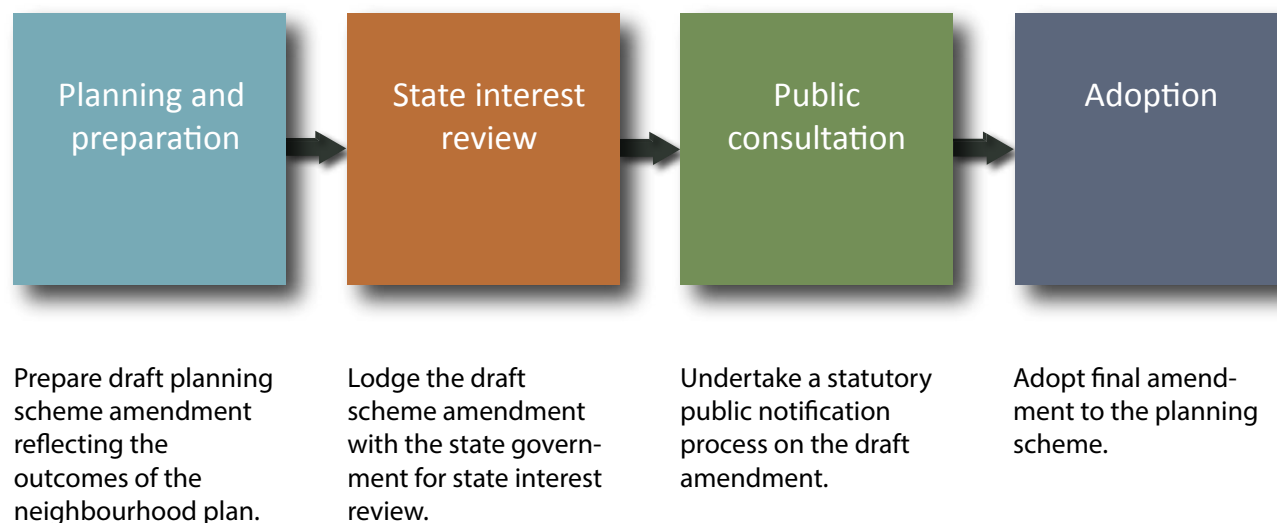 Planning and
preparation
State interest
review
Public
consultation
Adoption
Prepare draft planning
scheme amendment
reflecting the
outcomes of the
neighbourhood plan.
Lodge the draft
scheme amendment
with the state govern-
ment for state interest
review.
Undertake a statutory
public notification
process on the draft
amendment.
Adopt final amend-
ment to the planning
scheme.